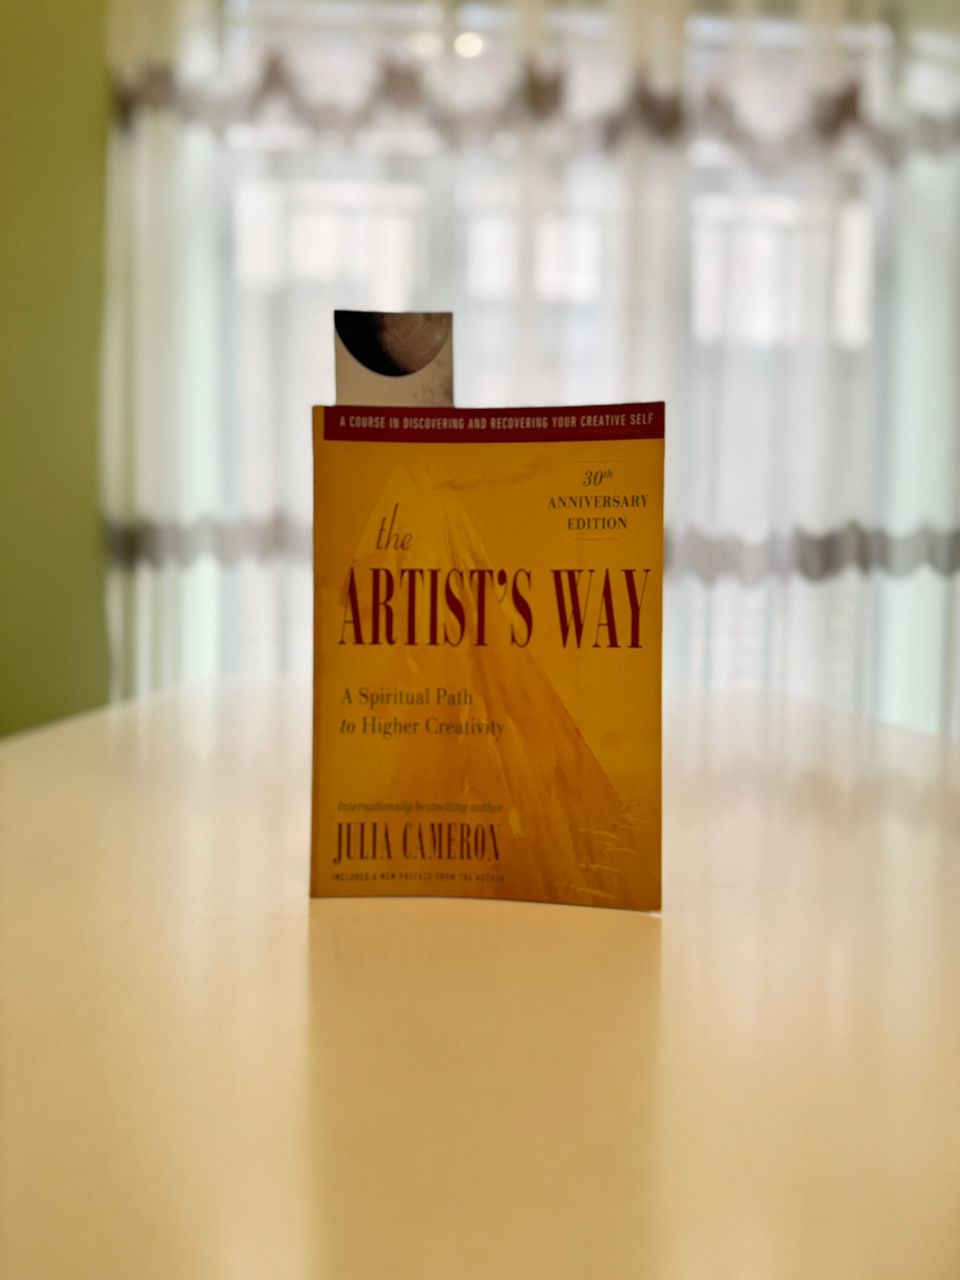 A COURSE IN DISCOVERING AND RECOVERING YOUR CREATIVE SELF
30th
ANNIVERSARY
EDITION
the
ARTIST'S WAY
A Spiritual Path
to Higher Creativity
Internationally bestselling author
JULIA CAMERON
INCLUDES A NEW PREFACE FROM THE AUTHOR